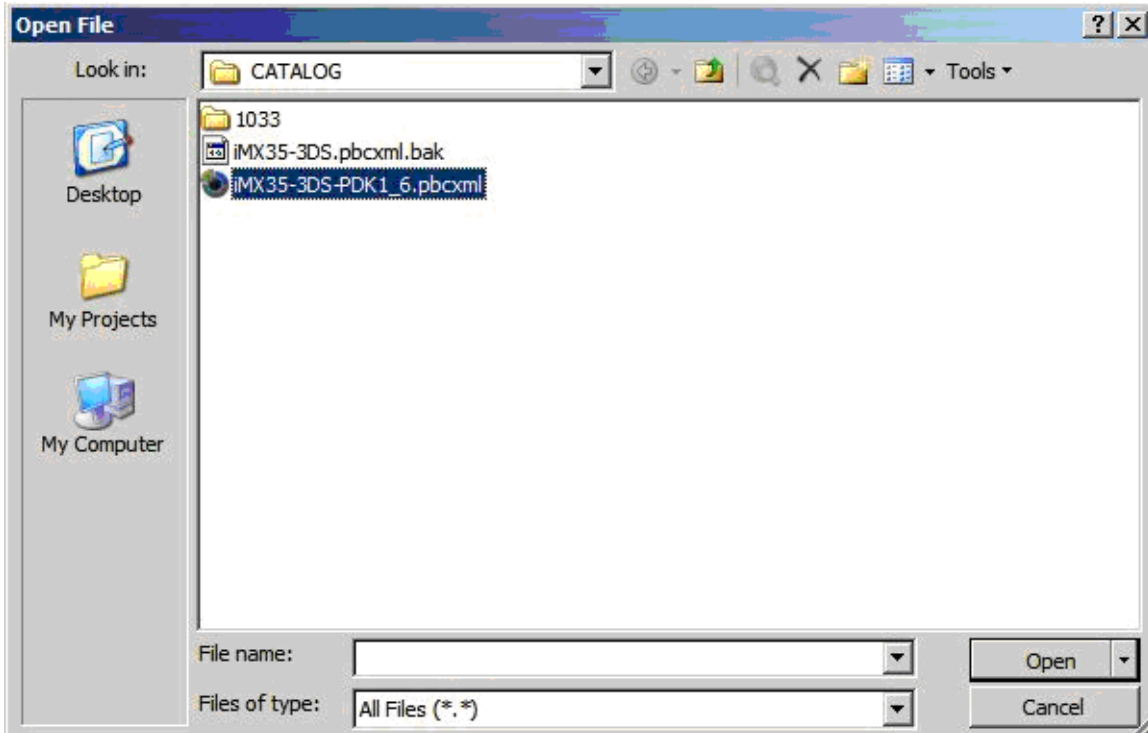 Open File
Look in:
CATALOG
Tools
1033
iMX35-3DS.pbcxml.bak
iMX35-3DS-PDK1_6.pbcxml
Desktop
My Projects
My Computer
File name:
Open
Files of type:
All Files (*.*)
Cancel